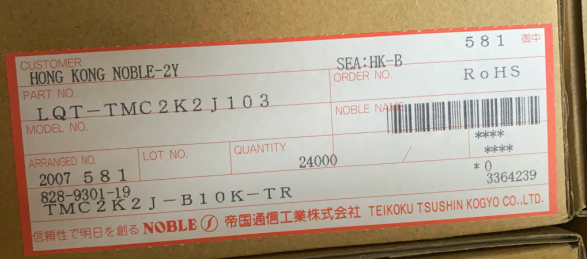 581 御中
CUSTOMER
HONG KONG NOBLE-2Y
SEA:HK-B
PART NO.
ORDER NO.
RoHS
LQT-TMC2K2J103
MODEL NO.
NOBLE NAME
****
ARRANGED NO.
LOT NO.
QUANTITY
24000
/
****
2007 581
*0
828-9301-19
3364239
TMC2K2J-B10K-TR
信頼性で明日を創る NOBLE 帝国通信工業株式会社 TEIKOKU TSUSHIN KOGYO CO.,LTD.